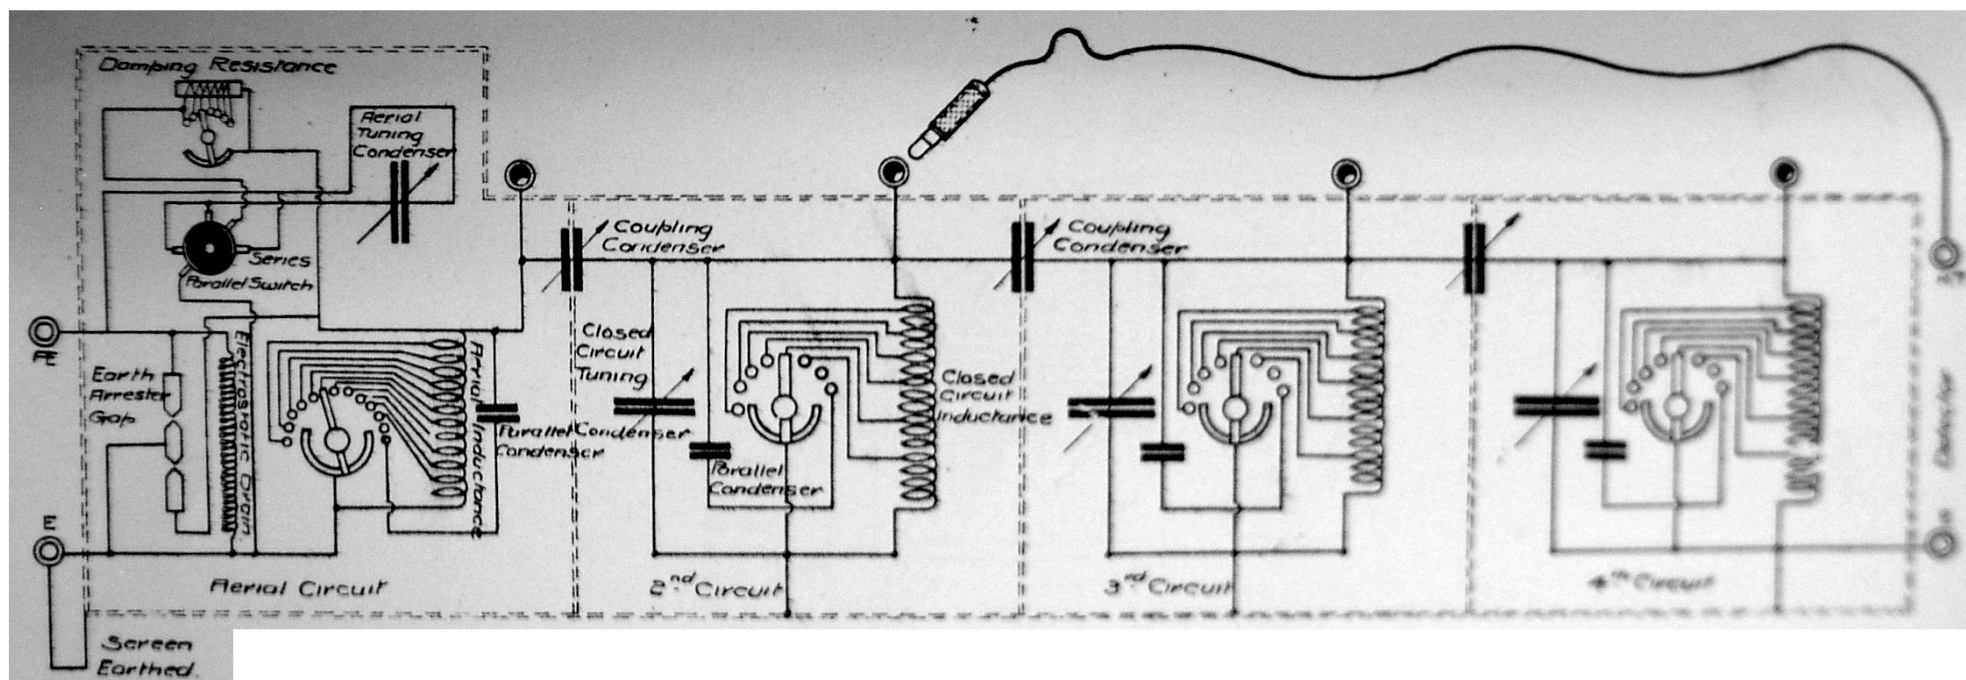 Damping Resistance
Aerial
Tuning
Condenser
Series
Parallel Switch
Coupling
Condenser
Coupling
Condenser
Æ
Earth
Arrester
Gap
Electrostatic Drain.
Aerial Inductance
Parallel
Condenser
Closed
Circuit
Tuning
Condenser
Parallel
Condenser
Closed
Circuit
Inductance
E
Aerial Circuit
2nd Circuit
3rd Circuit
4th Circuit
Screen
Earthed.